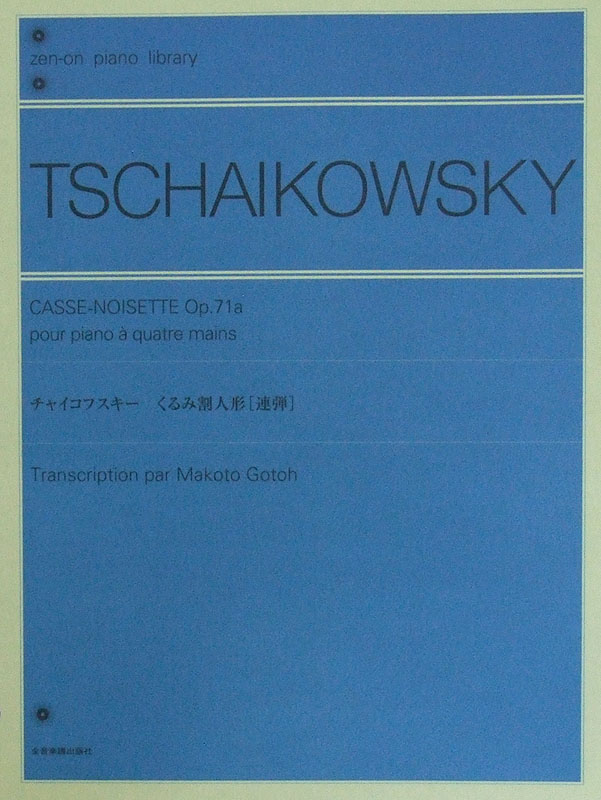 zen-on piano library
TSCHAIKOWSKY
CASSE-NOISETTE Op.71a
pour piano à quatre mains
チャイコフスキー くるみ割人形[連弾]
Transcription par Makoto Gotoh
全音楽譜出版社